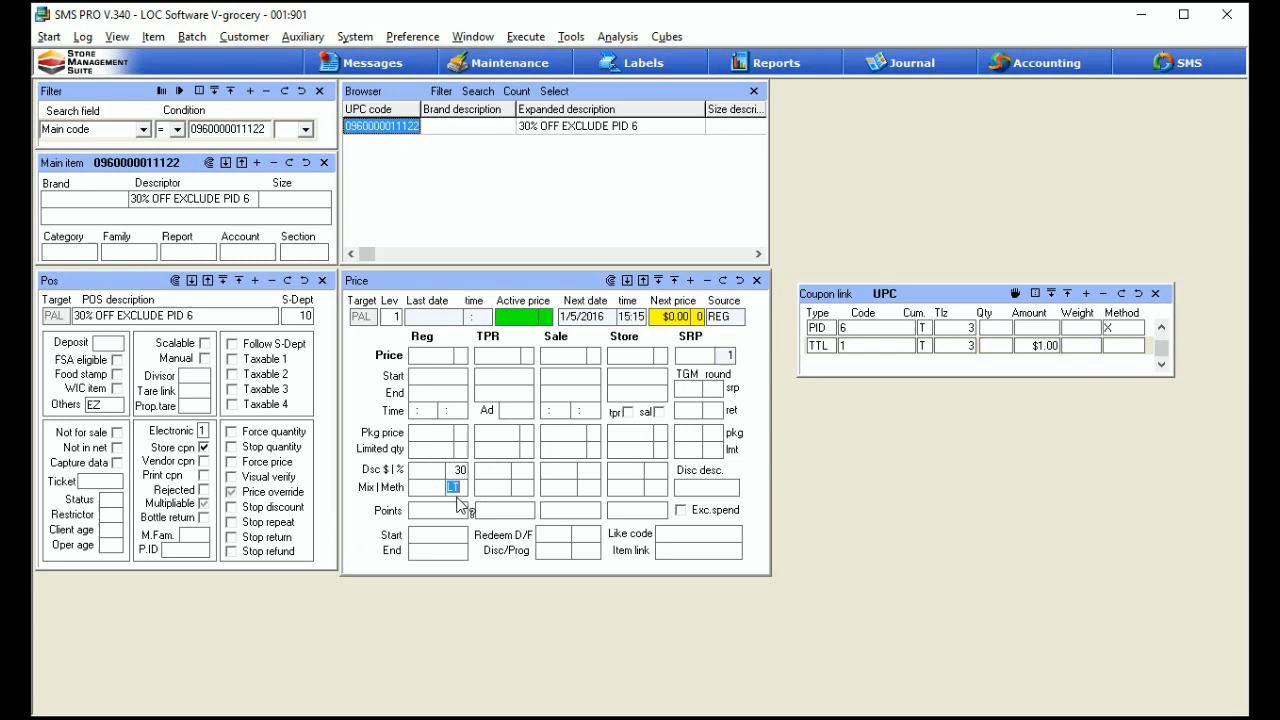 SMS PRO V.340 - LOC Software V-grocery - 001:901
Start Log View Item Batch Customer Auxiliary System Preference Window Execute Tools Analysis Cubes
STORE MANAGEMENT SUITE
Messages Maintenance Labels Reports Journal Accounting SMS
Filter
Search field Condition
Main code = 0960000011122
Browser Filter Search Count Select
UPC code Brand description Expanded description Size descri...
0960000011122 30% OFF EXCLUDE PID 6
Main item 0960000011122
Brand Descriptor Size
30% OFF EXCLUDE PID 6
Category Family Report Account Section
Pos
Target POS description S-Dept
PAL 30% OFF EXCLUDE PID 6 10
Deposit Scalable Follow S-Dept
FSA eligible Manual Taxable 1
Food stamp Divisor Taxable 2
WIC item Tare link Taxable 3
Others EZ Prop.tare Taxable 4
Not for sale Electronic 1 Force quantity
Not in net Store cpn Stop quantity
Capture data Vendor cpn Force price
Ticket Print cpn Visual verify
Status Rejected Price override
Restrictor Multipliable Stop discount
Client age Bottle return Stop repeat
Oper age M.Fam. Stop return
P.ID Stop refund
Price
Target Lev Last date time Active price Next date time Next price Source
PAL 1 : 1/5/2016 15:15 $0.00 0 REG
Reg TPR Sale Store SRP
Price 1
Start TGM round
End srp
Time : : Ad : : tpr sal ret
Pkg price pkg
Limited qty lmt
Dsc $ | % 30 Disc desc.
Mix | Meth LT
Points Exc.spend
Start Redeem D/F Like code
End Disc/Prog Item link
Coupon link UPC
Type Code Cum. Tlz Qty Amount Weight Method
PID 6 T 3 X
TTL 1 T 3 $1.00